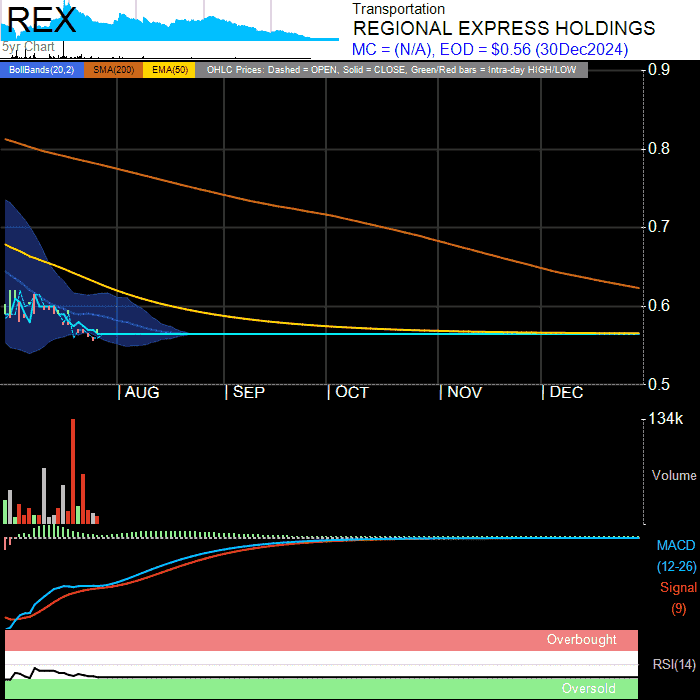 REX
5yr Chart
Transportation
REGIONAL EXPRESS HOLDINGS
MC = (N/A), EOD = $0.56 (30Dec2024)
BollBands(20,2) SMA(200) EMA(50) OHLC Prices: Dashed = OPEN, Solid = CLOSE, Green/Red bars = Intra-day HIGH/LOW
0.9
0.8
0.7
0.6
0.5
AUG SEP OCT NOV DEC
134k
Volume
MACD
(12-26)
Signal
(9)
Overbought
RSI(14)
Oversold